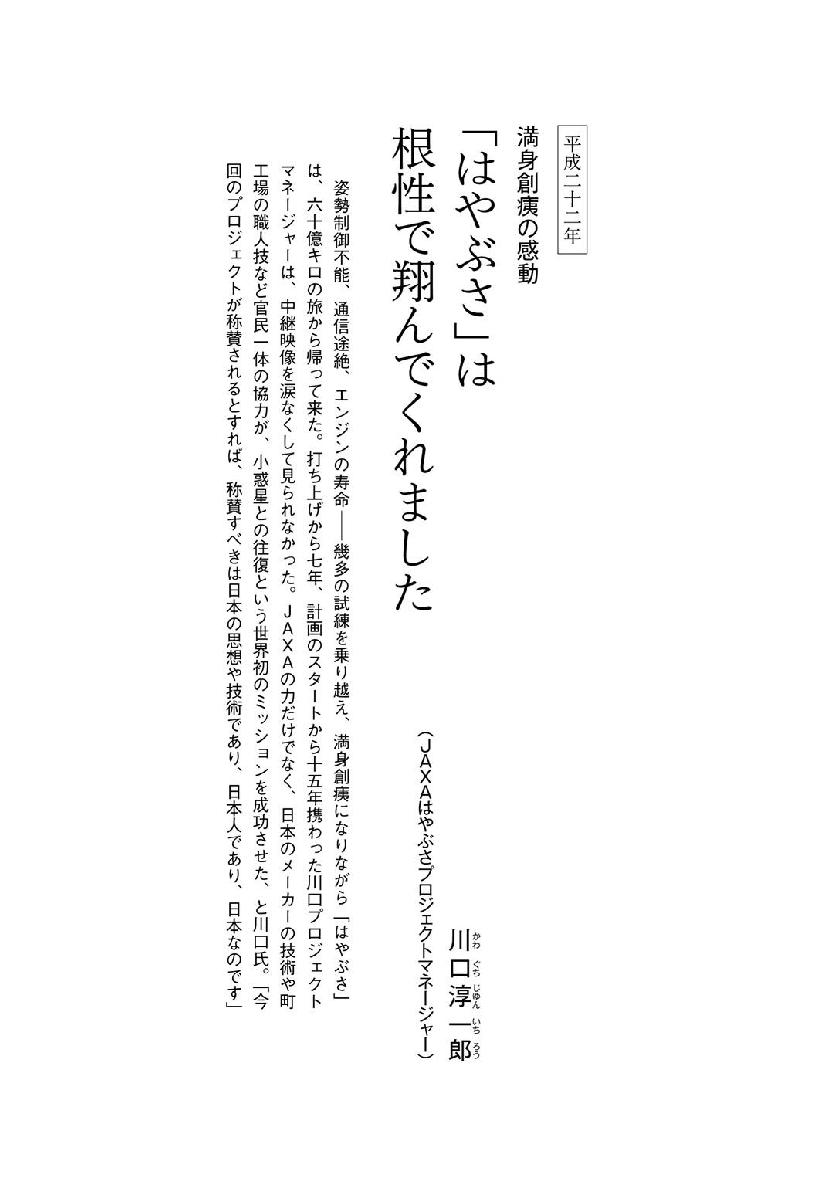 平成二十二年
満身創痍の感動
「はやぶさ」は
根性で翔んでくれました
川口淳一郎
かわぐちじゅんいちろう
（ＪＡＸＡはやぶさプロジェクトマネージャー）
姿勢制御不能、通信途絶、エンジンの寿命――幾多の試練を乗り越え、満身創痍になりながら「はやぶさ」
は、六十億キロの旅から帰って来た。打ち上げから七年、計画のスタートから十五年携わった川口プロジェクト
マネージャーは、中継映像を涙なくして見られなかった。ＪＡＸＡの力だけでなく、日本のメーカーの技術や町
工場の職人技など官民一体の協力が、小惑星との往復という世界初のミッションを成功させた、と川口氏。「今
回のプロジェクトが称賛されるとすれば、称賛すべきは日本の思想や技術であり、日本人であり、日本なのです」